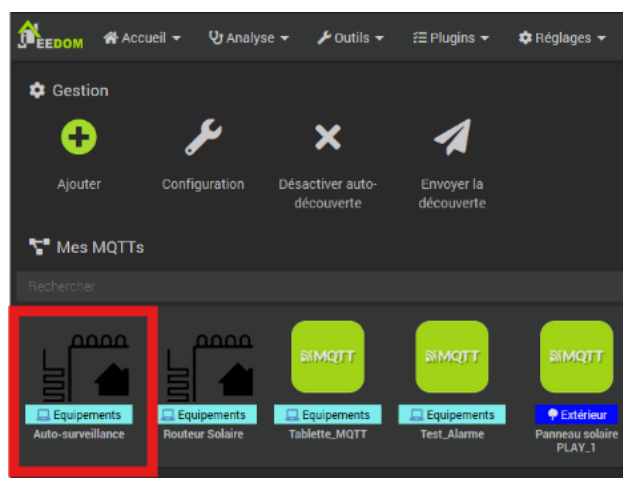 JEEDOM Accueil Analyse Outils Plugins Réglages
Gestion
Ajouter Configuration Désactiver auto-découverte Envoyer la découverte
Mes MQTTs
Rechercher
MQTT MQTT MQTT
Equipements Equipements Equipements Equipements Extérieur
Auto-surveillance Routeur Solaire Tablette_MQTT Test_Alarme Panneau solaire
PLAY_1